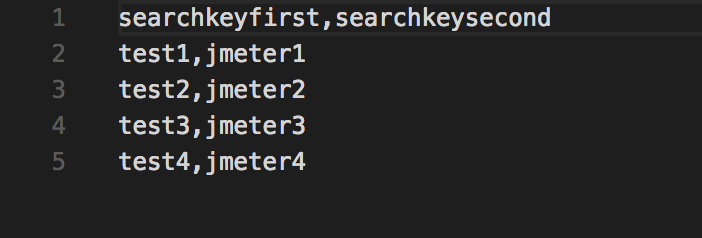 1 searchkeyfirst,searchkeysecond
2 test1,jmeter1
3 test2,jmeter2
4 test3,jmeter3
5 test4,jmeter4